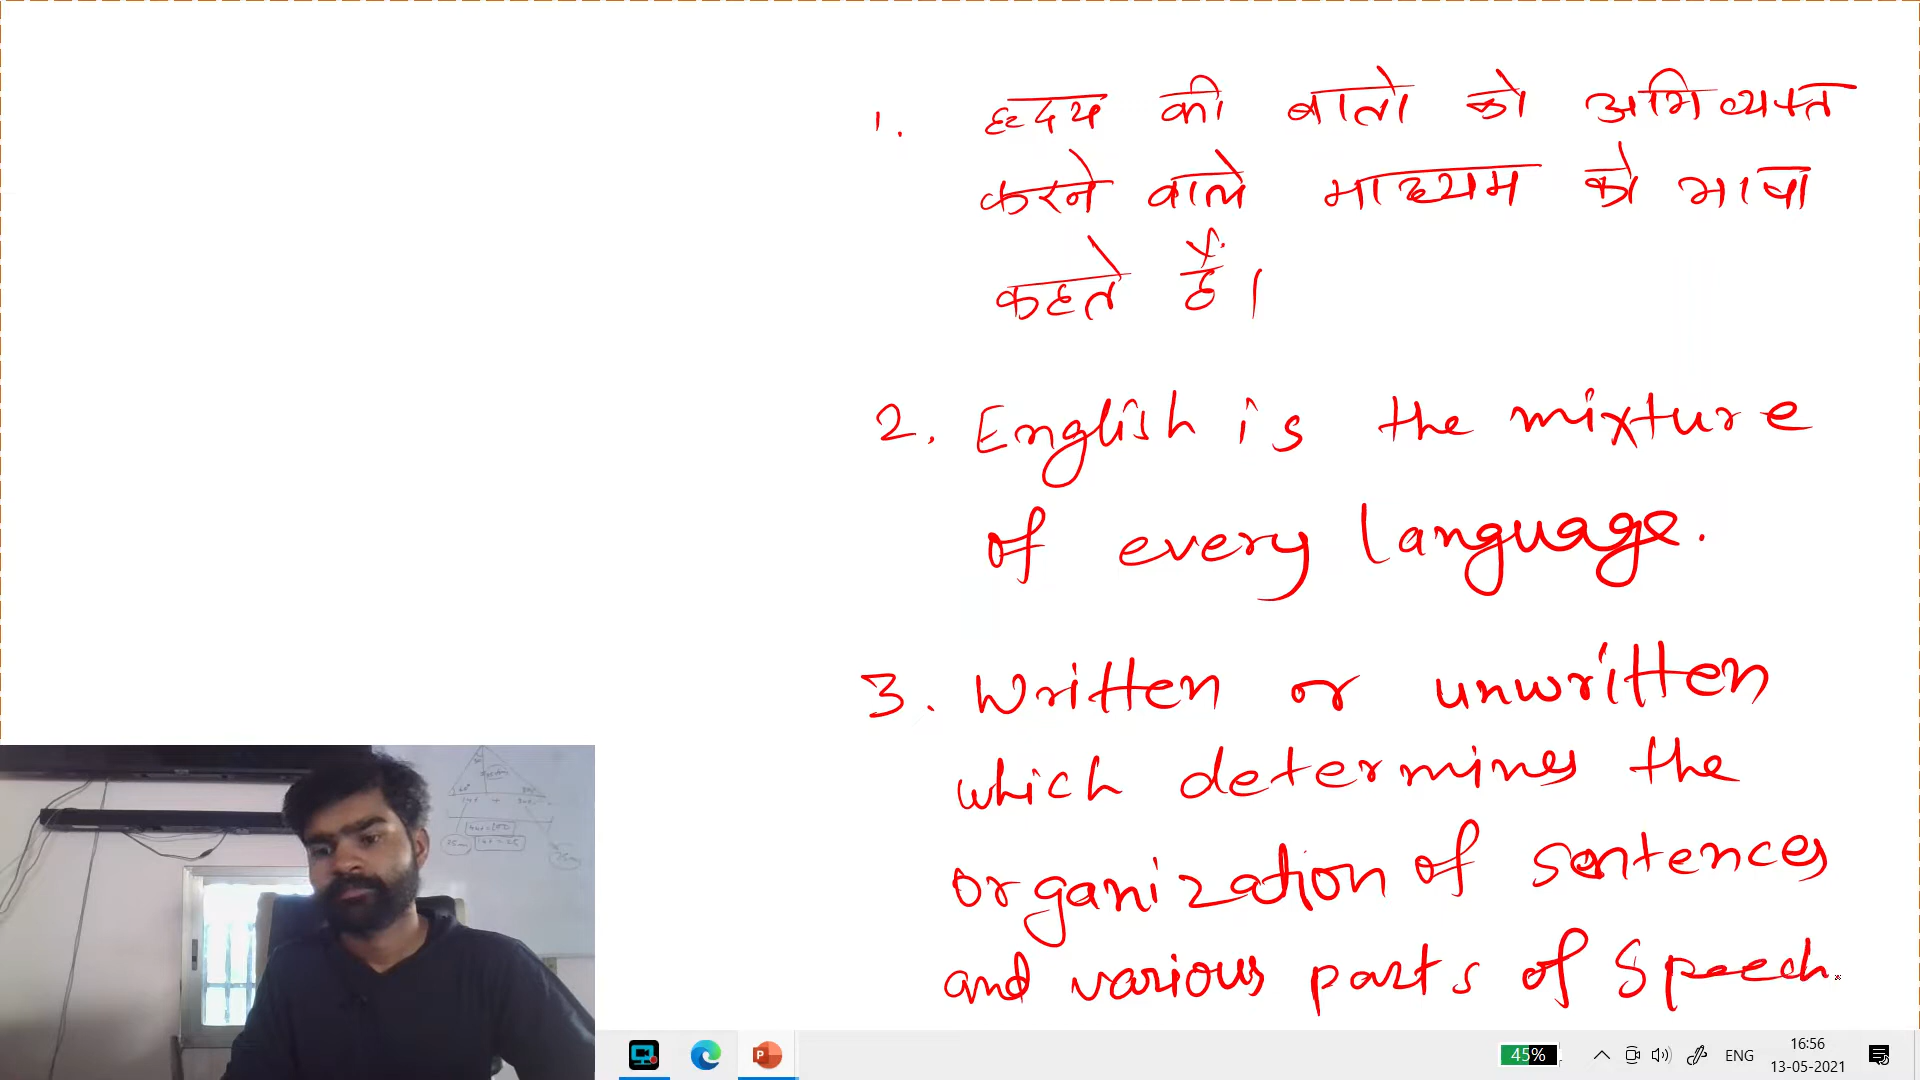 1. हृदय की बातो को अभिव्यक्त
करने वाले माध्यम को भाषा
कहते हैं।
2. English is the mixture
of every language.
3. Written or unwritten
which determines the
organization of sentences
and various parts of speech.
45%
ENG
16:56
13-05-2021